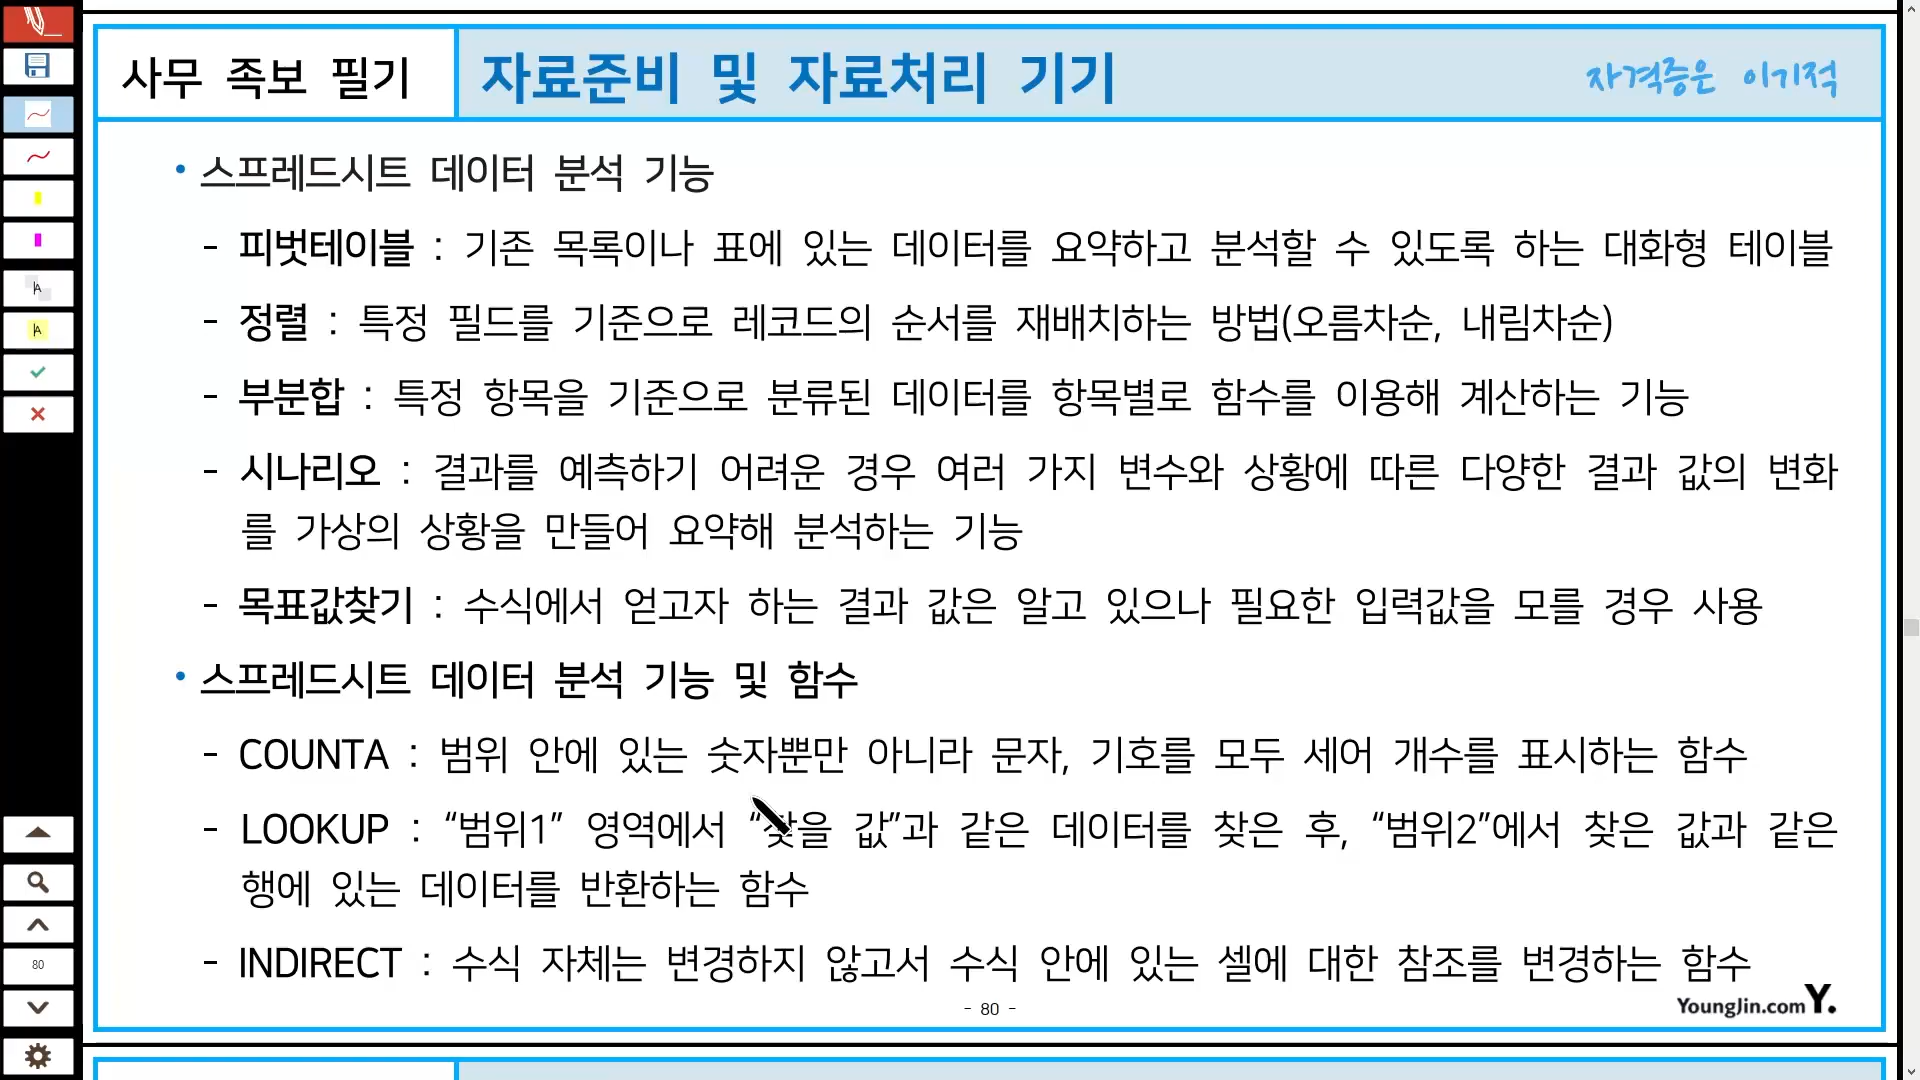 사무 족보 필기
자료준비 및 자료처리 기기
자격증은 이기적
• 스프레드시트 데이터 분석 기능
- 피벗테이블 : 기존 목록이나 표에 있는 데이터를 요약하고 분석할 수 있도록 하는 대화형 테이블
- 정렬 : 특정 필드를 기준으로 레코드의 순서를 재배치하는 방법(오름차순, 내림차순)
- 부분합 : 특정 항목을 기준으로 분류된 데이터를 항목별로 함수를 이용해 계산하는 기능
- 시나리오 : 결과를 예측하기 어려운 경우 여러 가지 변수와 상황에 따른 다양한 결과 값의 변화
를 가상의 상황을 만들어 요약해 분석하는 기능
- 목표값찾기 : 수식에서 얻고자 하는 결과 값은 알고 있으나 필요한 입력값을 모를 경우 사용
• 스프레드시트 데이터 분석 기능 및 함수
- COUNTA : 범위 안에 있는 숫자뿐만 아니라 문자, 기호를 모두 세어 개수를 표시하는 함수
- LOOKUP : “범위1” 영역에서 “찾을 값”과 같은 데이터를 찾은 후, “범위2”에서 찾은 값과 같은
행에 있는 데이터를 반환하는 함수
- INDIRECT : 수식 자체는 변경하지 않고서 수식 안에 있는 셀에 대한 참조를 변경하는 함수
- 80 -
YoungJin.com Y.
A
A
80